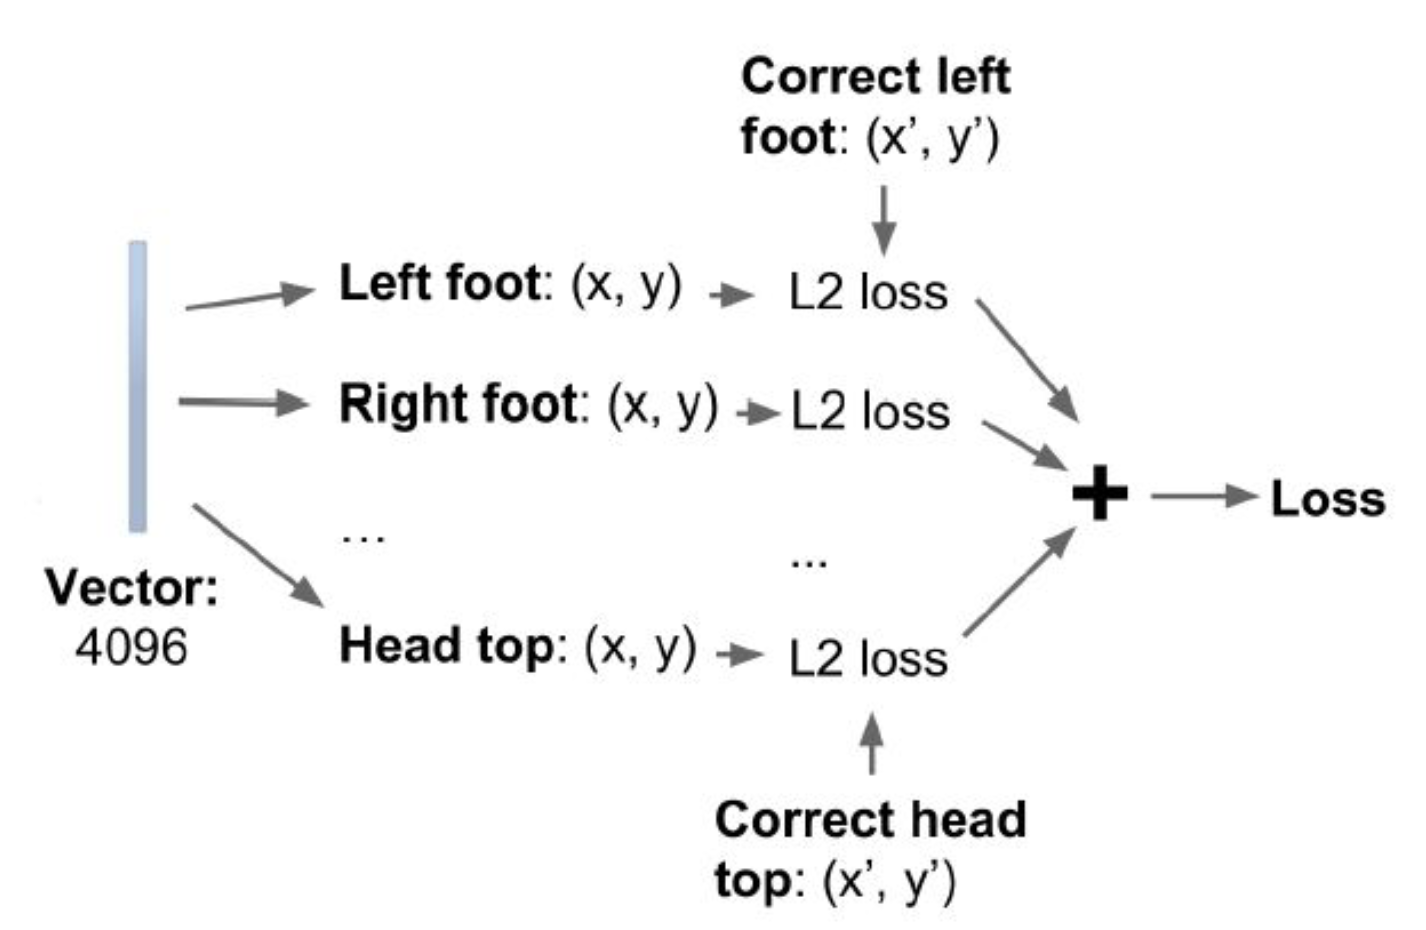 Correct left
foot: (x’, y’)
Left foot: (x, y)
L2 loss
Right foot: (x, y)
L2 loss
+
Loss
...
...
Vector:
4096
Head top: (x, y)
L2 loss
Correct head
top: (x’, y’)